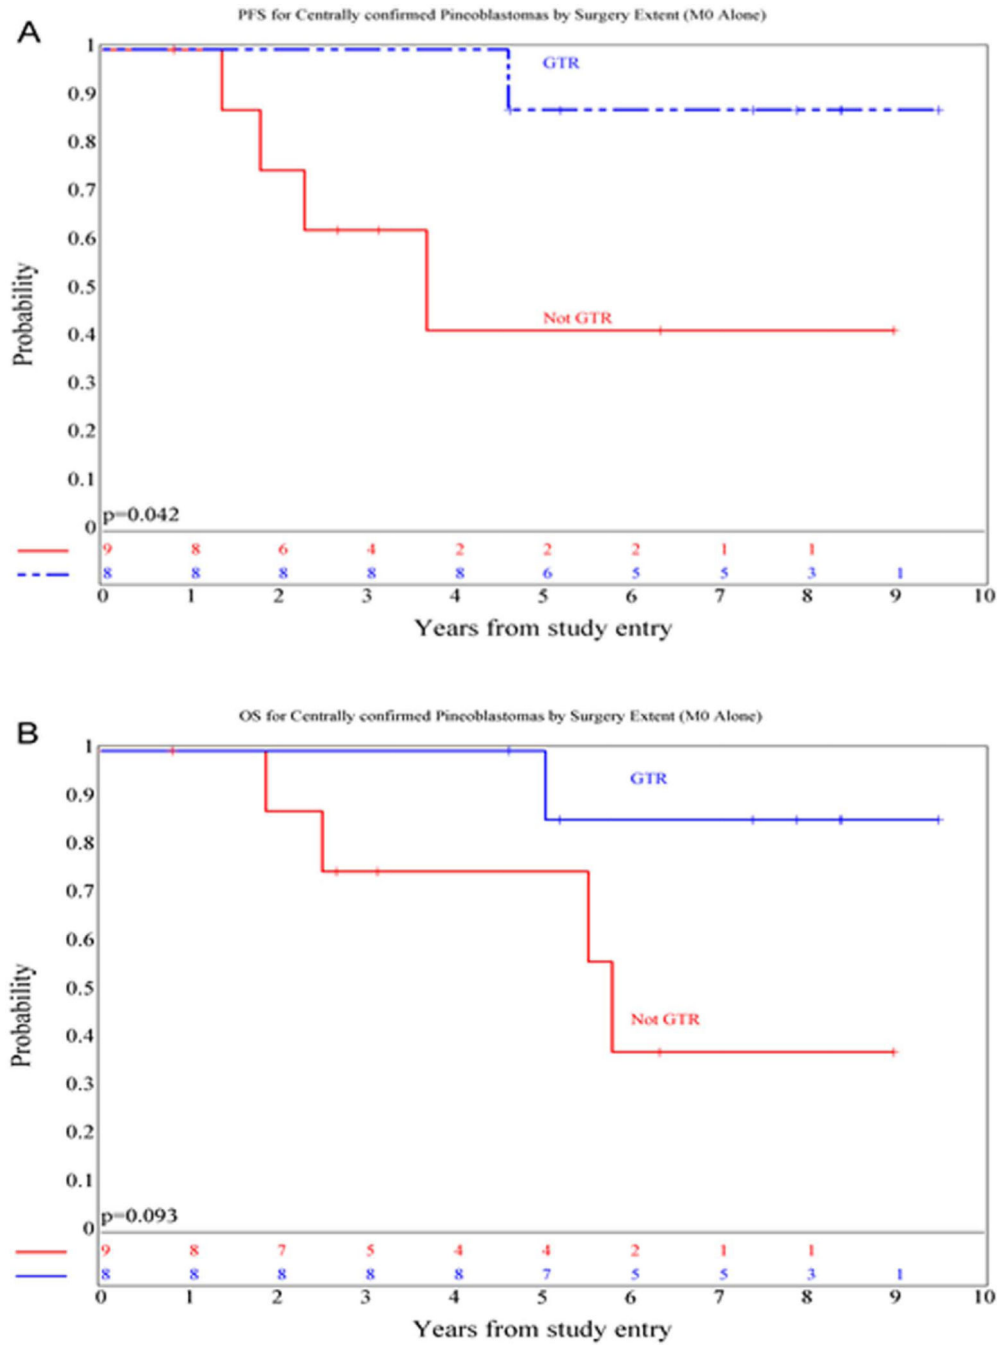 A
PFS for Centrally confirmed Pineoblastomas by Surgery Extent (M0 Alone)
1
0.9
0.8
0.7
0.6
0.5
0.4
0.3
0.2
0.1
0
Probability
GTR
Not GTR
p=0.042
9 8 6 4 2 2 2 1 1
8 8 8 8 8 6 5 5 3 1
0 1 2 3 4 5 6 7 8 9 10
Years from study entry
B
OS for Centrally confirmed Pineoblastomas by Surgery Extent (M0 Alone)
1
0.9
0.8
0.7
0.6
0.5
0.4
0.3
0.2
0.1
0
Probability
GTR
Not GTR
p=0.093
9 8 7 5 4 4 2 1 1
8 8 8 8 8 7 5 5 3 1
0 1 2 3 4 5 6 7 8 9 10
Years from study entry